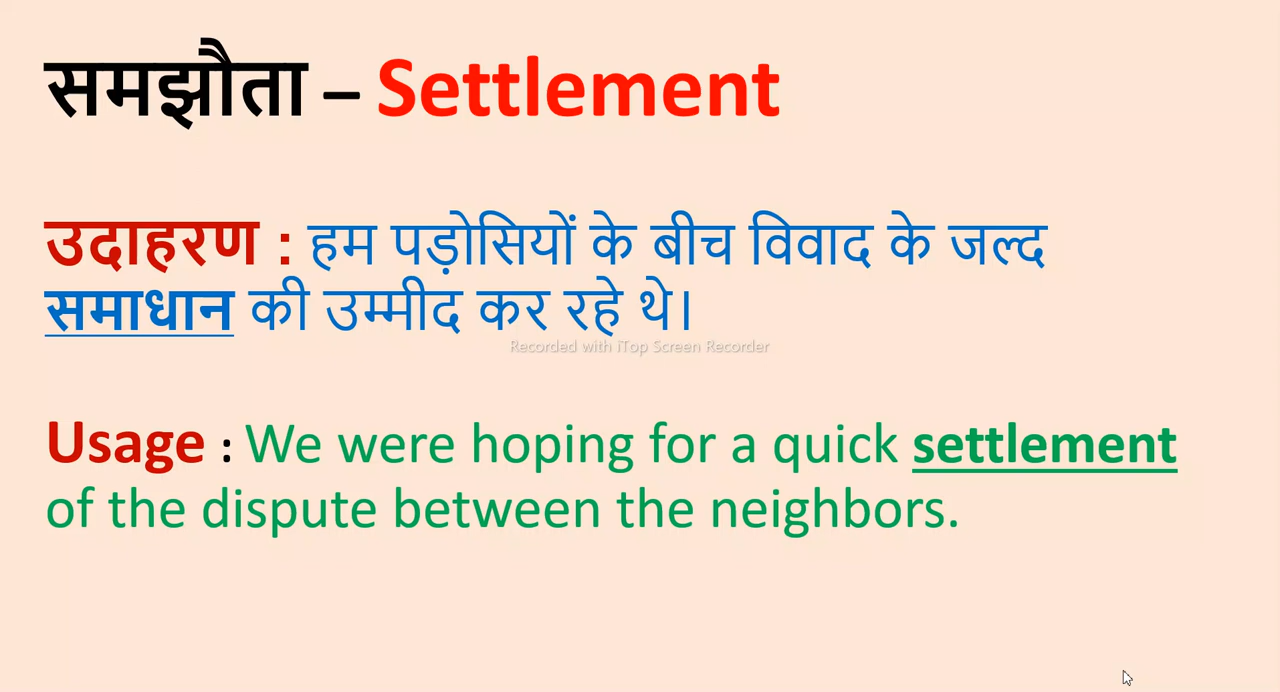 समझौता – Settlement
उदाहरण : हम पड़ोसियों के बीच विवाद के जल्द
समाधान की उम्मीद कर रहे थे।
Recorded with iTop Screen Recorder
Usage : We were hoping for a quick settlement
of the dispute between the neighbors.